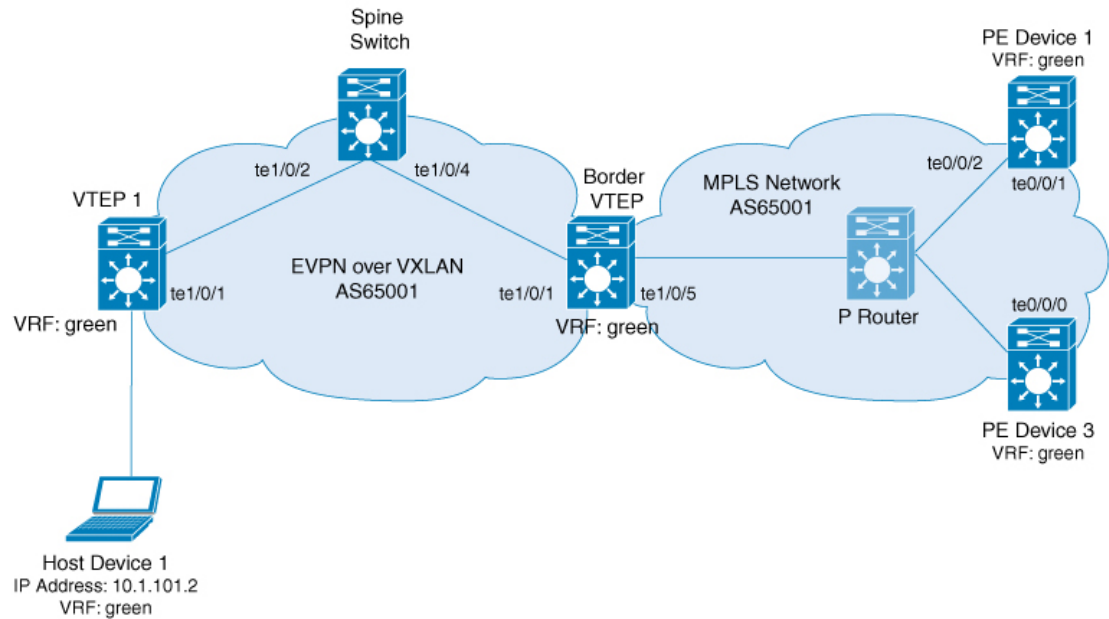 Spine
Switch
PE Device 1
VRF: green
te1/0/2
te1/0/4
Border
VTEP
MPLS Network
AS65001
te0/0/2
te0/0/1
VTEP 1
EVPN over VXLAN
AS65001
te1/0/1
VRF: green
te1/0/1
te1/0/5
VRF: green
P Router
te0/0/0
PE Device 3
VRF: green
Host Device 1
IP Address: 10.1.101.2
VRF: green